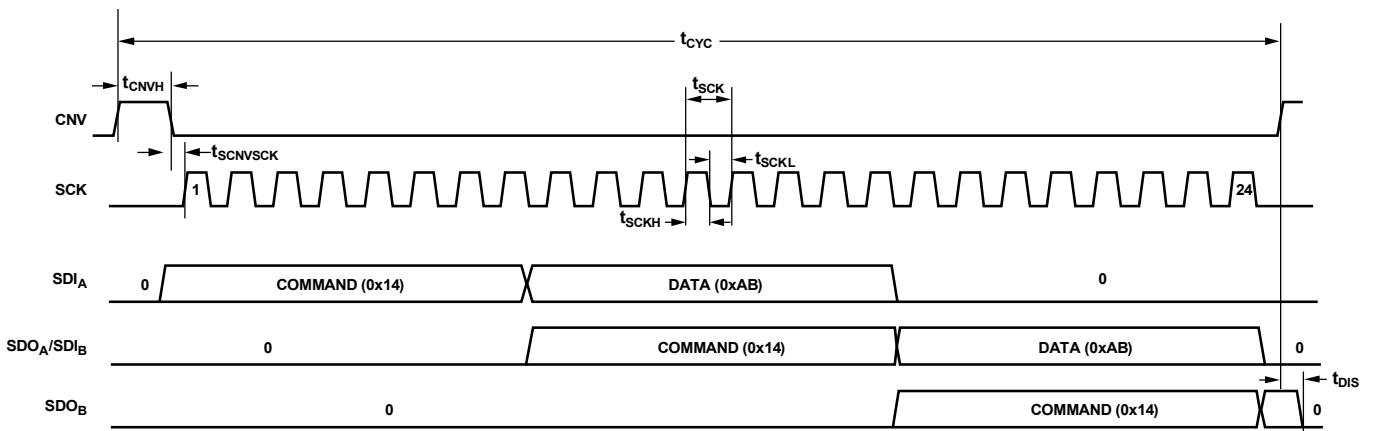 tCYC
tCNVH
tSCK
CNV
tSCNVSCK
tSCKL
SCK
1
24
tSCKH
SDIA
0
COMMAND (0x14)
DATA (0xAB)
0
SDOA/SDIB
0
COMMAND (0x14)
DATA (0xAB)
0
tDIS
SDOB
0
COMMAND (0x14)
0